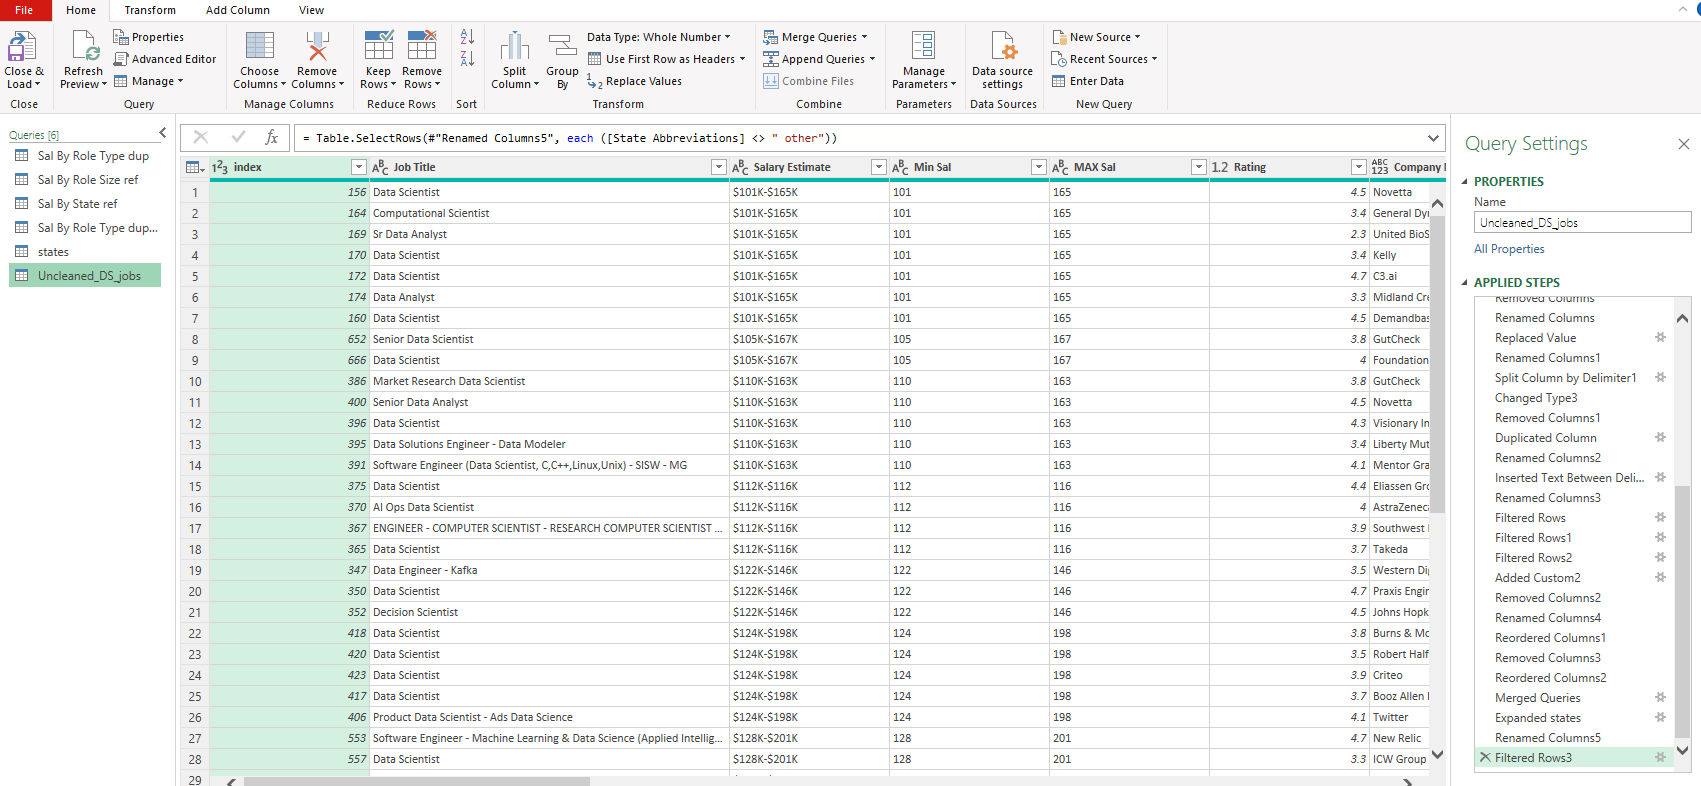 File Home Transform Add Column View
Close & Load
Close
Refresh Preview
Properties
Advanced Editor
Manage
Query
Choose Columns
Remove Columns
Manage Columns
Keep Rows
Remove Rows
Reduce Rows
Sort
Split Column
Group By
Data Type: Whole Number
Use First Row as Headers
Replace Values
Transform
Merge Queries
Append Queries
Combine Files
Combine
Manage Parameters
Parameters
Data source settings
Data Sources
New Source
Recent Sources
Enter Data
New Query
Queries [6]
Sal By Role Type dup
Sal By Role Size ref
Sal By State ref
Sal By Role Type dup...
states
Uncleaned_DS_jobs
= Table.SelectRows(#"Renamed Columns5", each ([State Abbreviations] <> " other"))
index Job Title Salary Estimate Min Sal MAX Sal 1.2 Rating Company
1 156 Data Scientist $101K-$165K 101 165 4.5 Novetta
2 164 Computational Scientist $101K-$165K 101 165 3.4 General Dy
3 169 Sr Data Analyst $101K-$165K 101 165 2.3 United BioS
4 170 Data Scientist $101K-$165K 101 165 3.4 Kelly
5 172 Data Scientist $101K-$165K 101 165 4.7 C3.ai
6 174 Data Analyst $101K-$165K 101 165 3.3 Midland Cre
7 160 Data Scientist $101K-$165K 101 165 4.5 Demandbas
8 652 Senior Data Scientist $105K-$167K 105 167 3.8 GutCheck
9 666 Data Scientist $105K-$167K 105 167 4 Foundation
10 386 Market Research Data Scientist $110K-$163K 110 163 3.8 GutCheck
11 400 Senior Data Analyst $110K-$163K 110 163 4.5 Novetta
12 396 Data Scientist $110K-$163K 110 163 4.3 Visionary In
13 395 Data Solutions Engineer - Data Modeler $110K-$163K 110 163 3.4 Liberty Mut
14 391 Software Engineer (Data Scientist, C,C++,Linux,Unix) - SISW - MG $110K-$163K 110 163 4.1 Mentor Gra
15 375 Data Scientist $112K-$116K 112 116 4.4 Eliassen Gro
16 370 AI Ops Data Scientist $112K-$116K 112 116 4 AstraZenec
17 367 ENGINEER - COMPUTER SCIENTIST - RESEARCH COMPUTER SCIENTIST ... $112K-$116K 112 116 3.9 Southwest
18 365 Data Scientist $112K-$116K 112 116 3.7 Takeda
19 347 Data Engineer - Kafka $122K-$146K 122 146 3.5 Western Di
20 350 Data Scientist $122K-$146K 122 146 4.7 Praxis Engir
21 352 Decision Scientist $122K-$146K 122 146 4.5 Johns Hopk
22 418 Data Scientist $124K-$198K 124 198 3.8 Burns & Mc
23 420 Data Scientist $124K-$198K 124 198 3.5 Robert Half
24 423 Data Scientist $124K-$198K 124 198 3.9 Criteo
25 417 Data Scientist $124K-$198K 124 198 3.7 Booz Allen
26 406 Product Data Scientist - Ads Data Science $124K-$198K 124 198 4.1 Twitter
27 553 Software Engineer - Machine Learning & Data Science (Applied Intellig... $128K-$201K 128 201 4.7 New Relic
28 557 Data Scientist $128K-$201K 128 201 3.3 ICW Group
29
Query Settings
PROPERTIES
Name
Uncleaned_DS_jobs
All Properties
APPLIED STEPS
Removed Columns
Renamed Columns
Replaced Value
Renamed Columns1
Split Column by Delimiter1
Changed Type3
Removed Columns1
Duplicated Column
Renamed Columns2
Inserted Text Between Deli...
Renamed Columns3
Filtered Rows
Filtered Rows1
Filtered Rows2
Added Custom2
Removed Columns2
Renamed Columns4
Reordered Columns1
Removed Columns3
Reordered Columns2
Merged Queries
Expanded states
Renamed Columns5
Filtered Rows3